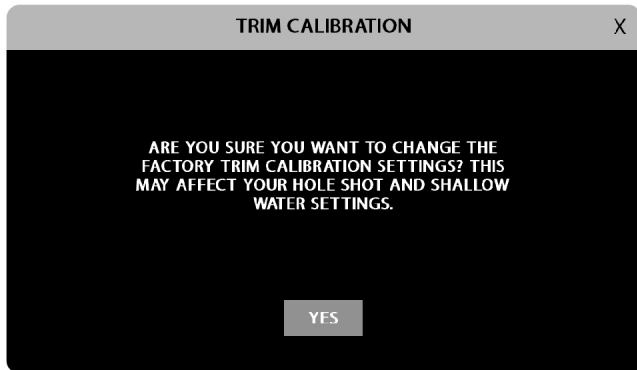 TRIM CALIBRATION X
ARE YOU SURE YOU WANT TO CHANGE THE
FACTORY TRIM CALIBRATION SETTINGS? THIS
MAY AFFECT YOUR HOLE SHOT AND SHALLOW
WATER SETTINGS.
YES